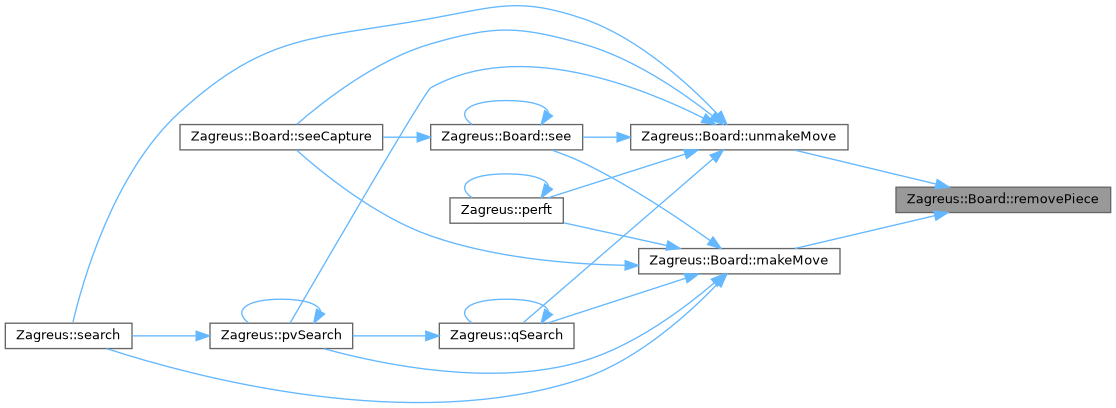 Zagreus::Board::seeCapture
Zagreus::Board::see
Zagreus::Board::unmakeMove
Zagreus::perft
Zagreus::Board::removePiece
Zagreus::Board::makeMove
Zagreus::search
Zagreus::pvSearch
Zagreus::qSearch